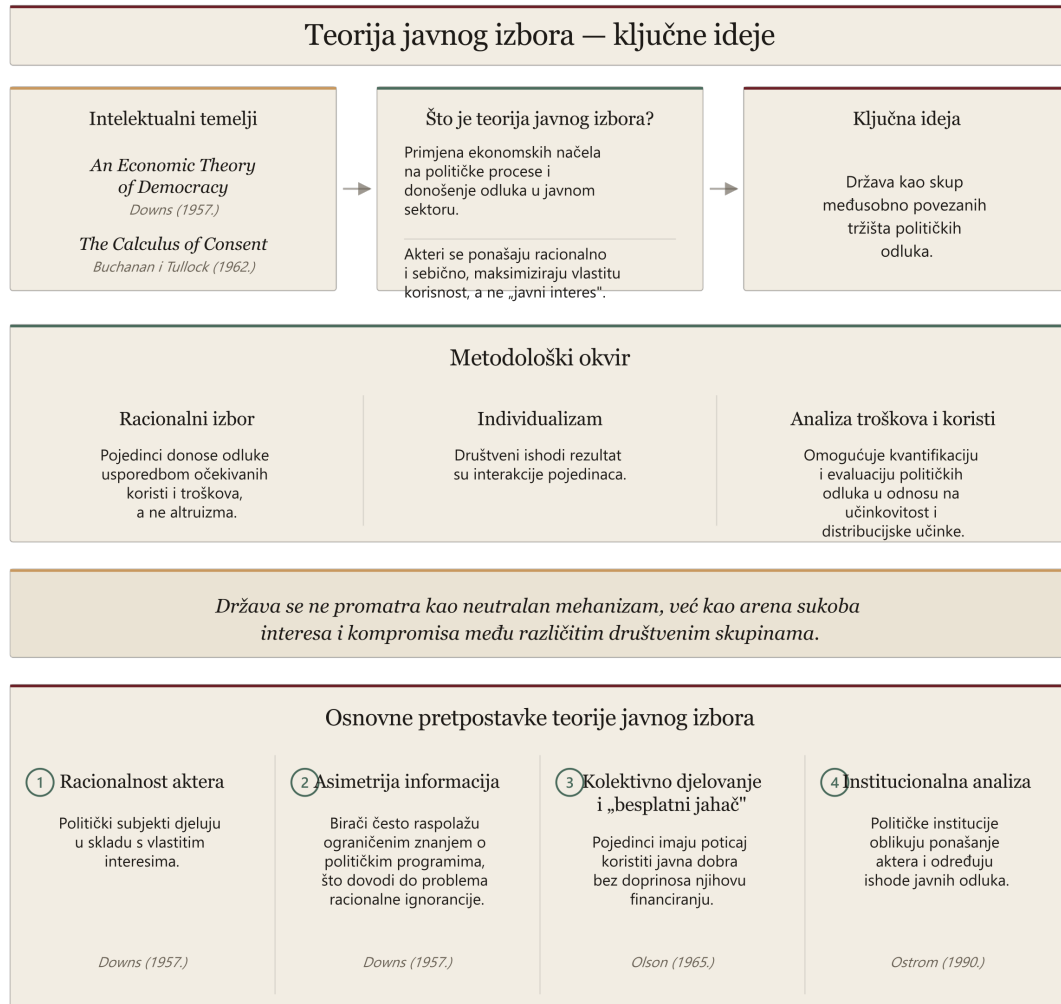 Teorija javnog izbora — ključne ideje
Intelektualni temelji
An Economic Theory
of Democracy
Downs (1957.)
The Calculus of Consent
Buchanan i Tullock (1962.)
Što je teorija javnog izbora?
Primjena ekonomskih načela
na političke procese i
donošenje odluka u javnom
sektoru.
Akteri se ponašaju racionalno
i sebično, maksimiziraju vlastitu
korisnost, a ne „javni interes".
Ključna ideja
Država kao skup
međusobno povezanih
tržišta političkih
odluka.
Metodološki okvir
Racionalni izbor
Pojedinci donose odluke
usporedbom očekivanih
koristi i troškova,
a ne altruizma.
Individualizam
Društveni ishodi rezultat
su interakcije pojedinaca.
Analiza troškova i koristi
Omogućuje kvantifikaciju
i evaluaciju političkih
odluka u odnosu na
učinkovitost i
distribucijske učinke.
Država se ne promatra kao neutralan mehanizam, već kao arena sukoba
interesa i kompromisa među različitim društvenim skupinama.
Osnovne pretpostavke teorije javnog izbora
1 Racionalnost aktera
Politički subjekti djeluju
u skladu s vlastitim
interesima.
Downs (1957.)
2 Asimetrija informacija
Birači često raspolažu
ograničenim znanjem o
političkim programima,
što dovodi do problema
racionalne ignorancije.
Downs (1957.)
3 Kolektivno djelovanje
i „besplatni jahač"
Pojedinci imaju poticaj
koristiti javna dobra
bez doprinosa njihovu
financiranju.
Olson (1965.)
4 Institucionalna analiza
Političke institucije
oblikuju ponašanje
aktera i određuju
ishode javnih odluka.
Ostrom (1990.)